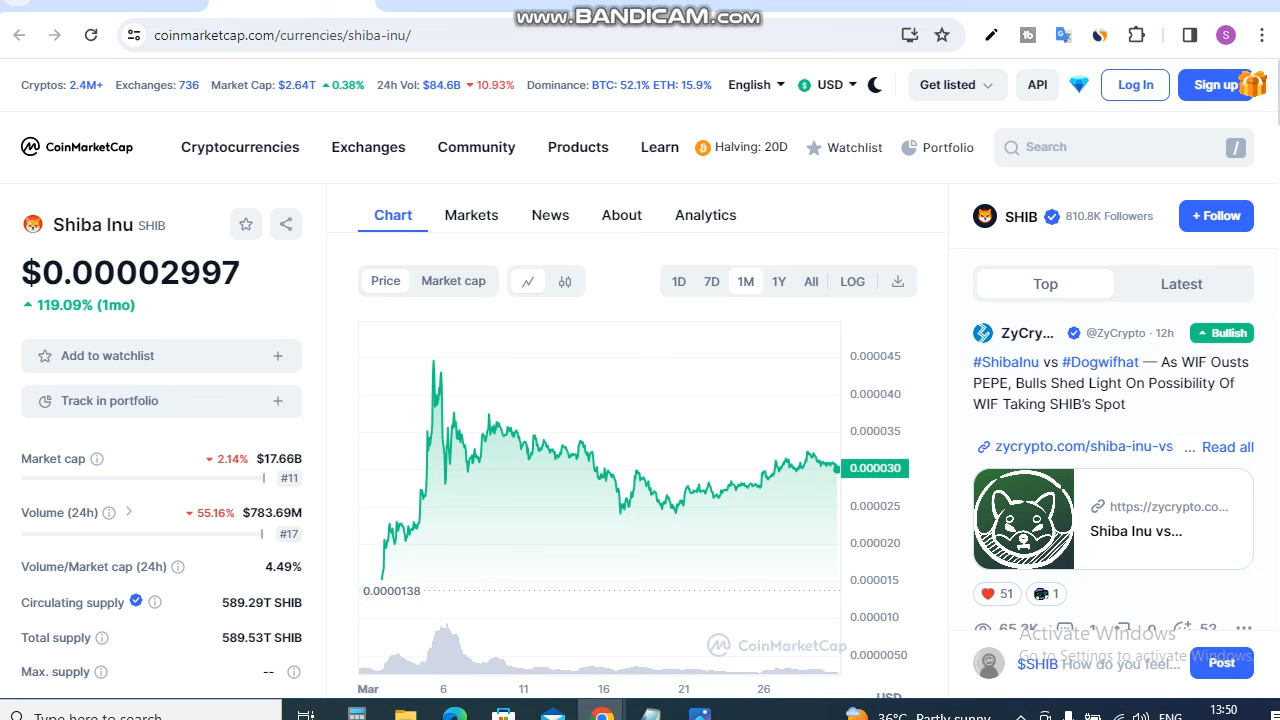 www.BANDICAM.com
coinmarketcap.com/currencies/shiba-inu/
S
Cryptos: 2.4M+ Exchanges: 736 Market Cap: $2.64T 0.38% 24h Vol: $84.6B 10.93% Dominance: BTC: 52.1% ETH: 15.9% English USD Get listed API Log In Sign up
CoinMarketCap Cryptocurrencies Exchanges Community Products Learn Halving: 20D Watchlist Portfolio Search /
Shiba Inu SHIB
$0.00002997
119.09% (1mo)
Add to watchlist +
Track in portfolio +
Market cap 2.14% $17.66B
#11
Volume (24h) 55.16% $783.69M
#17
Volume/Market cap (24h) 4.49%
Circulating supply 589.29T SHIB
Total supply 589.53T SHIB
Max. supply --
Chart Markets News About Analytics
Price Market cap 1D 7D 1M 1Y All LOG
0.000045
0.000040
0.000035
0.000030
0.000025
0.000020
0.000015
0.0000138
0.000010
CoinMarketCap
0.0000050
Mar 6 11 16 21 26
USD
SHIB 810.8K Followers + Follow
Top Latest
ZyCry... @ZyCrypto · 12h Bullish
#ShibaInu vs #Dogwifhat — As WIF Ousts
PEPE, Bulls Shed Light On Possibility Of
WIF Taking SHIB's Spot
zycrypto.com/shiba-inu-vs ... Read all
https://zycrypto.co...
Shiba Inu vs...
51 1
65.3K 1 0 52
Activate Windows
Go to Settings to activate Windows.
$SHIB How do you feel... Post
Type here to search 36°C Partly sunny ENG 13:50